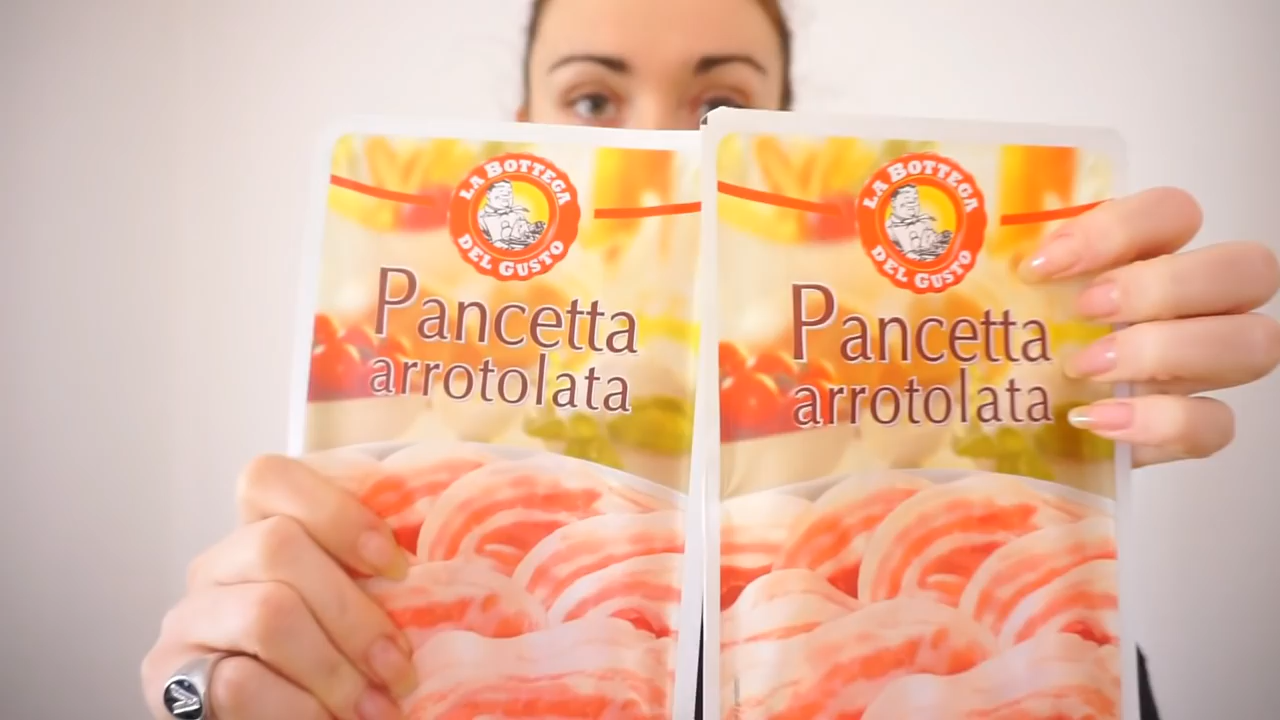 LA BOTTEGA
DEL GUSTO
Pancetta
arrotolata
LA BOTTEGA
DEL GUSTO
Pancetta
arrotolata